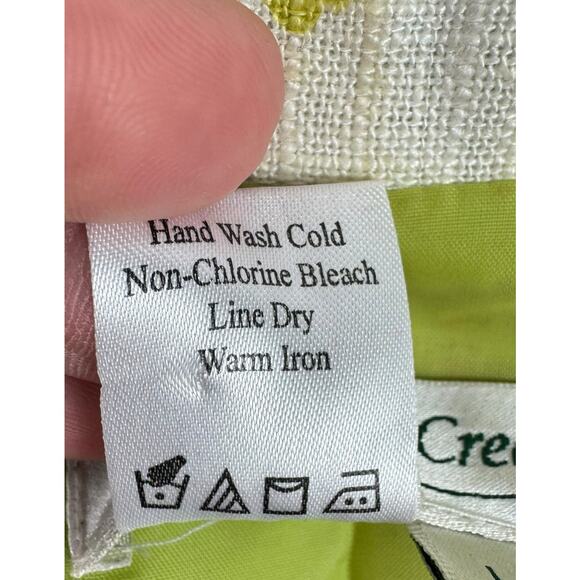 Hand Wash Cold
Non-Chlorine Bleach
Line Dry
Warm Iron